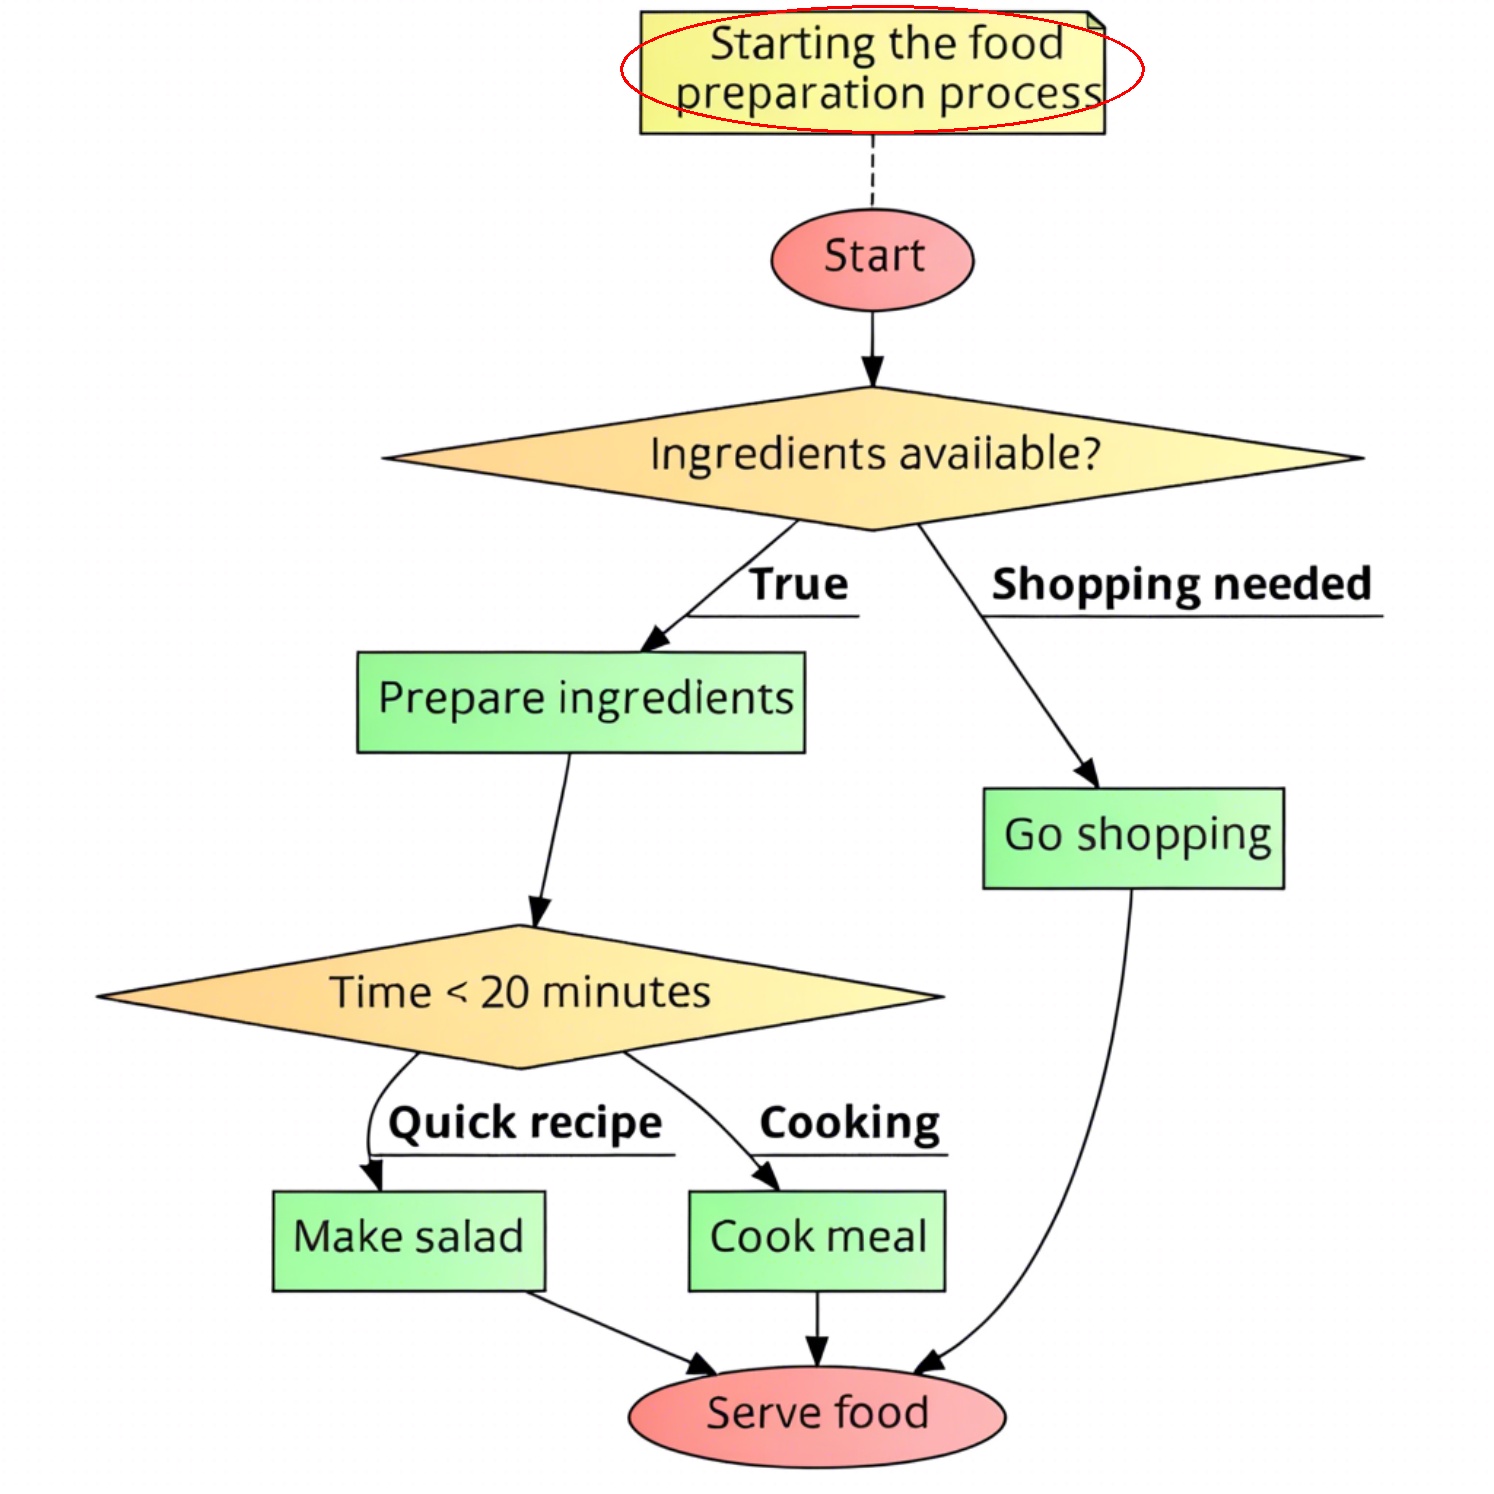 Starting the food
preparation process
Start
Ingredients available?
True
Shopping needed
Prepare ingredients
Go shopping
Time < 20 minutes
Quick recipe
Cooking
Make salad
Cook meal
Serve food